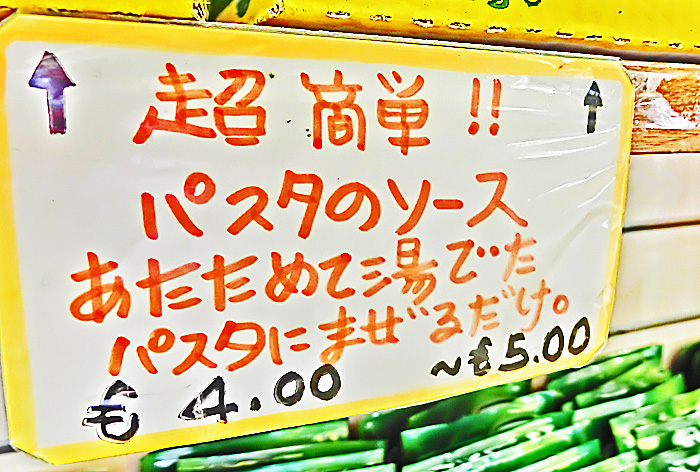 超簡単!!
パスタのソース
あたためて湯でた
パスタにまぜるだけ。
€4.00 ~€5.00